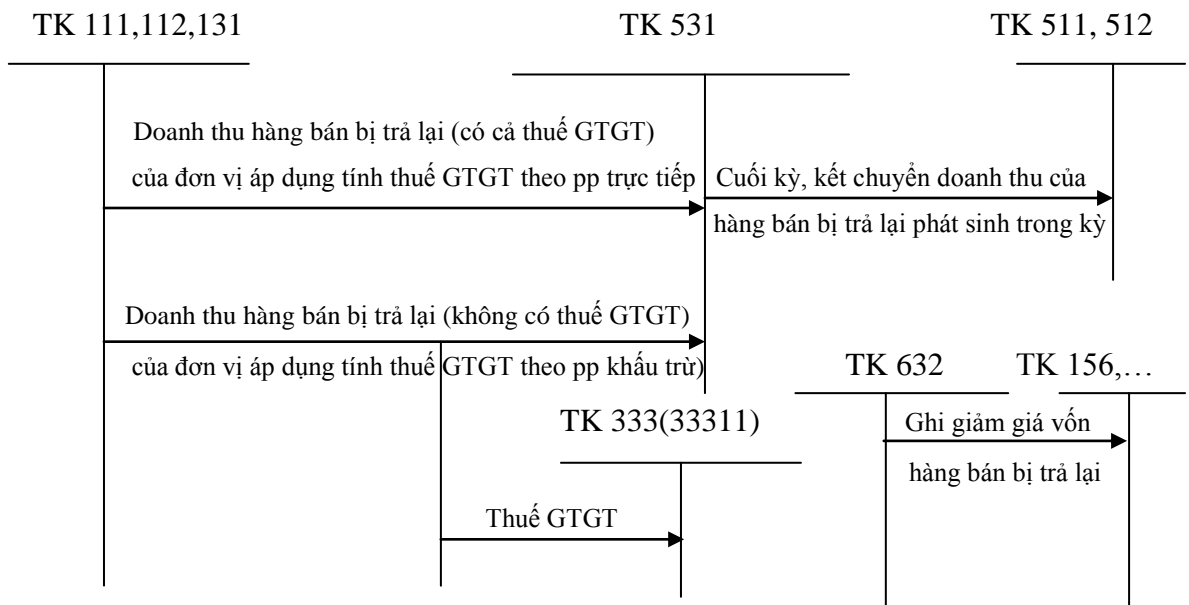 TK 111,112,131
TK 531
TK 511, 512
Doanh thu hàng bán bị trả lại (có cả thuế GTGT)
của đơn vị áp dụng tính thuế GTGT theo pp trực tiếp
Cuối kỳ, kết chuyển doanh thu của
hàng bán bị trả lại phát sinh trong kỳ
Doanh thu hàng bán bị trả lại (không có thuế GTGT)
của đơn vị áp dụng tính thuế GTGT theo pp khấu trừ)
TK 632
TK 156,…
TK 333(33311)
Ghi giảm giá vốn
hàng bán bị trả lại
Thuế GTGT